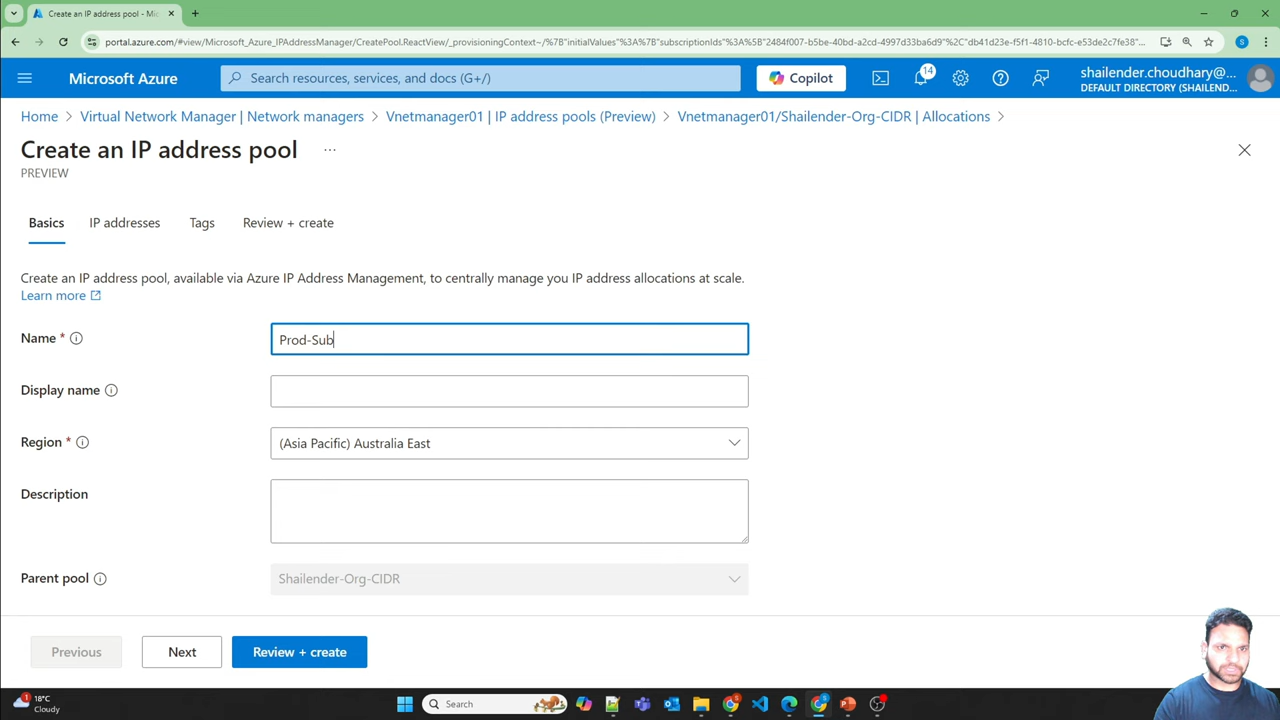 Create an IP address pool - Mic
portal.azure.com/#view/Microsoft_Azure_IPAddressManager/CreatePool.ReactView/_provisioningContext~/%7B"initialValues"%3A%7B"subscriptionIds"%3A%5B"2484f007-b5be-40bd-a2cd-4997d33ba6d9"%2C"db41d23e-f5f1-4810-bcfc-e53de2c7fe38"...
Microsoft Azure
Search resources, services, and docs (G+/)
Copilot
14
shailender.choudhary@...
DEFAULT DIRECTORY (SHAILEND...
Home > Virtual Network Manager | Network managers > Vnetmanager01 | IP address pools (Preview) > Vnetmanager01/Shailender-Org-CIDR | Allocations >
Create an IP address pool ...
PREVIEW
Basics IP addresses Tags Review + create
Create an IP address pool, available via Azure IP Address Management, to centrally manage you IP address allocations at scale.
Learn more
Name *
Prod-Sub
Display name
Region *
(Asia Pacific) Australia East
Description
Parent pool
Shailender-Org-CIDR
Previous Next Review + create
1
18°C
Cloudy
Search